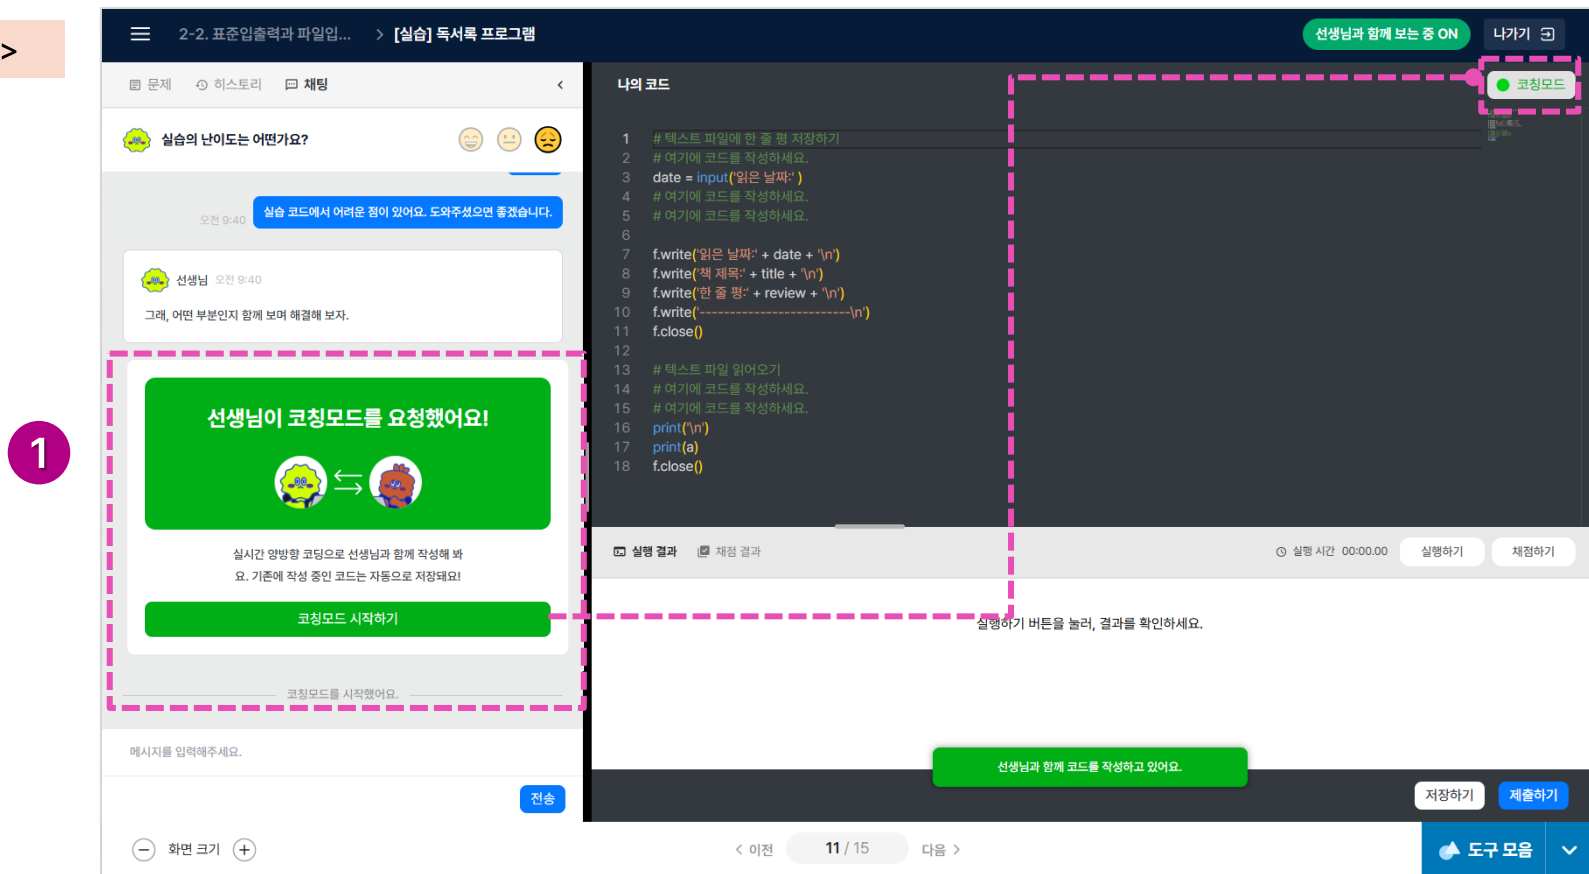 >
2-2. 표준입출력과 파일입... > [실습] 독서록 프로그램
선생님과 함께 보는 중 ON
나가기
문제 히스토리 채팅 <
나의 코드
코칭모드
실습의 난이도는 어떤가요?
오전 9:40
실습 코드에서 어려운 점이 있어요. 도와주셨으면 좋겠습니다.
선생님 오전 9:40
그래, 어떤 부분인지 함께 보며 해결해 보자.
1
선생님이 코칭모드를 요청했어요!
실시간 양방향 코딩으로 선생님과 함께 작성해 봐
요. 기존에 작성 중인 코드는 자동으로 저장돼요!
코칭모드 시작하기
코칭모드를 시작했어요.
메시지를 입력해주세요.
전송
1 # 텍스트 파일에 한 줄 평 저장하기
2 # 여기에 코드를 작성하세요.
3 date = input('읽은 날짜:' )
4 # 여기에 코드를 작성하세요.
5 # 여기에 코드를 작성하세요.
6
7 f.write('읽은 날짜:' + date + '\n')
8 f.write('책 제목:' + title + '\n')
9 f.write('한 줄 평:' + review + '\n')
10 f.write('-------------------------\n')
11 f.close()
12
13 # 텍스트 파일 읽어오기
14 # 여기에 코드를 작성하세요.
15 # 여기에 코드를 작성하세요.
16 print('\n')
17 print(a)
18 f.close()
실행 결과 채점 결과
실행 시간 00:00.00 실행하기 채점하기
실행하기 버튼을 눌러, 결과를 확인하세요.
선생님과 함께 코드를 작성하고 있어요.
저장하기 제출하기
화면 크기
< 이전 11 / 15 다음 >
도구 모음